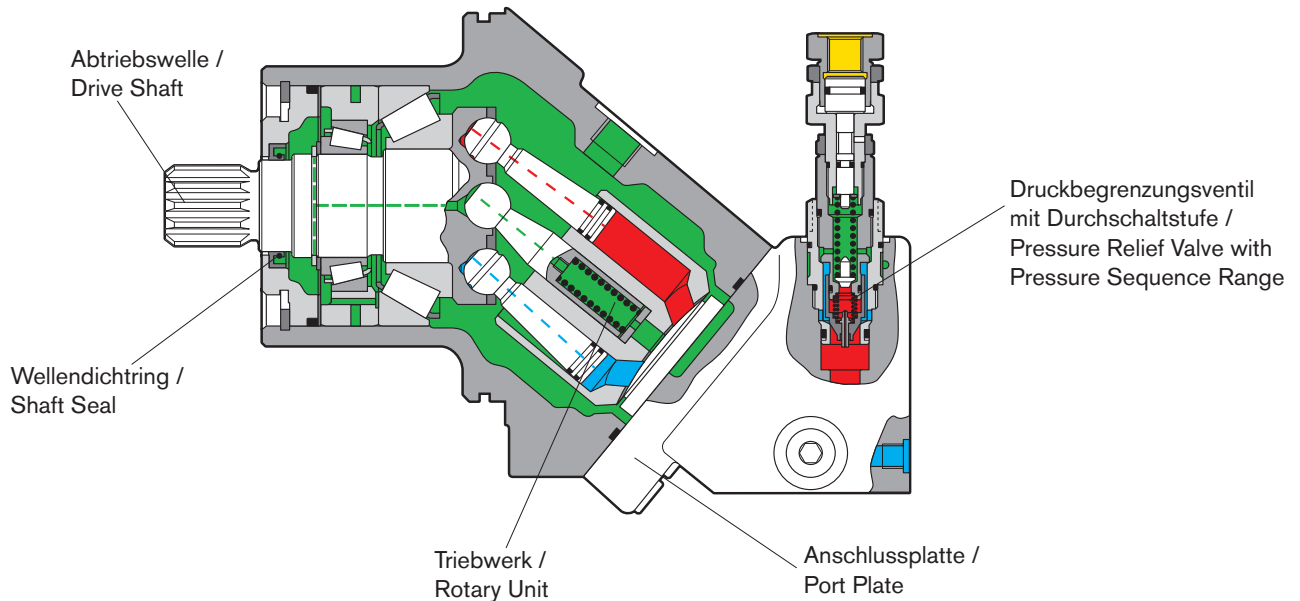 Abtriebswelle /
Drive Shaft
Druckbegrenzungsventil
mit Durchschaltstufe /
Pressure Relief Valve with
Pressure Sequence Range
Wellendichtring /
Shaft Seal
Triebwerk /
Rotary Unit
Anschlussplatte /
Port Plate